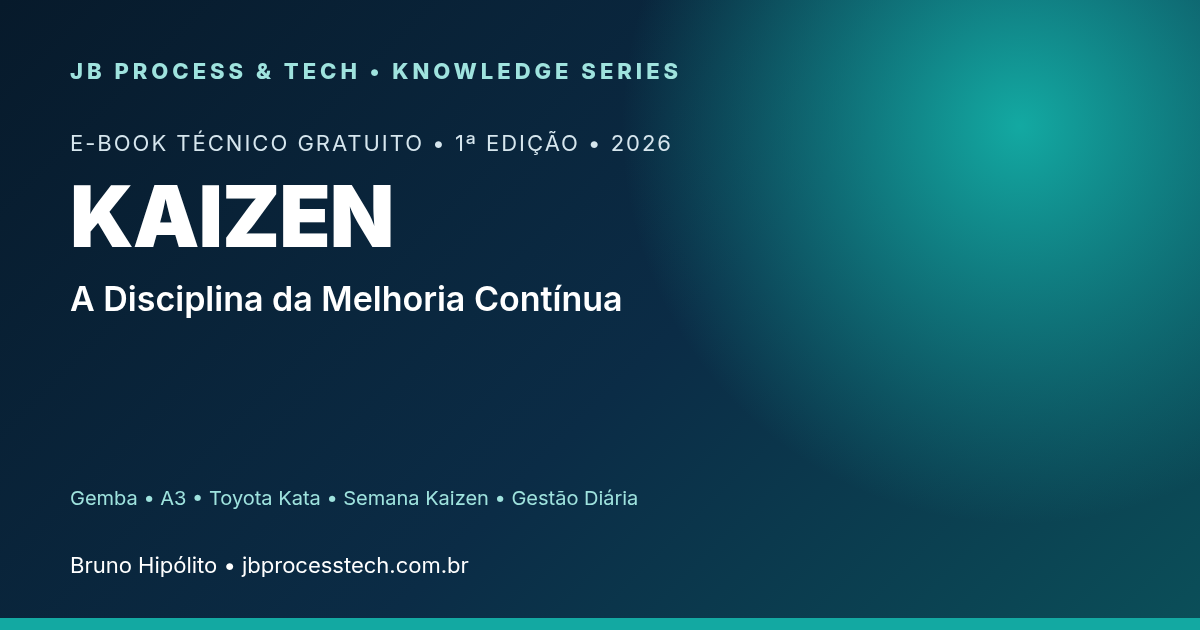 JB PROCESS & TECH • KNOWLEDGE SERIES
E-BOOK TÉCNICO GRATUITO • 1ª EDIÇÃO • 2026
KAIZEN
A Disciplina da Melhoria Contínua
Gemba • A3 • Toyota Kata • Semana Kaizen • Gestão Diária
Bruno Hipólito • jbprocesstech.com.br